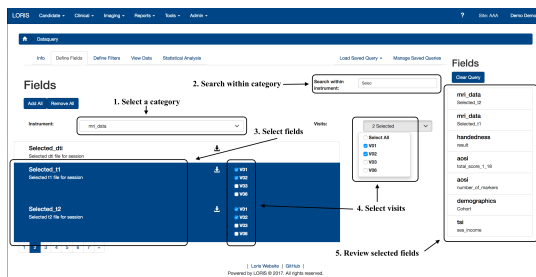 LORIS Candidate Clinical Imaging Reports Tools Admin ? Site: AAA Demo Demo
Dataquery
Info Define Fields Define Filters View Data Statistical Analysis Load Saved Query Manage Saved Queries
Fields
Clear Query
Fields
Add All Remove All
1. Select a category
2. Search within category
Search within instrument:
Selec
Instrument: mri_data
Visits: 2 Selected
3. Select fields
Select All
V01
V02
V03
V06
Selected_dti
Selected dti file for session
Selected_t1
Selected t1 file for session
V01
V02
V03
V06
Selected_t2
Selected t2 file for session
V01
V02
V03
V06
4. Select visits
mri_data
Selected_t2
mri_data
Selected_t1
handedness
result
aosi
total_score_1_18
aosi
number_of_markers
demographics
Cohort
tsi
ses_income
5. Review selected fields
1 2 3 4 5 6 7 »
| Loris Website | GitHub |
Powered by LORIS © 2017. All rights reserved.